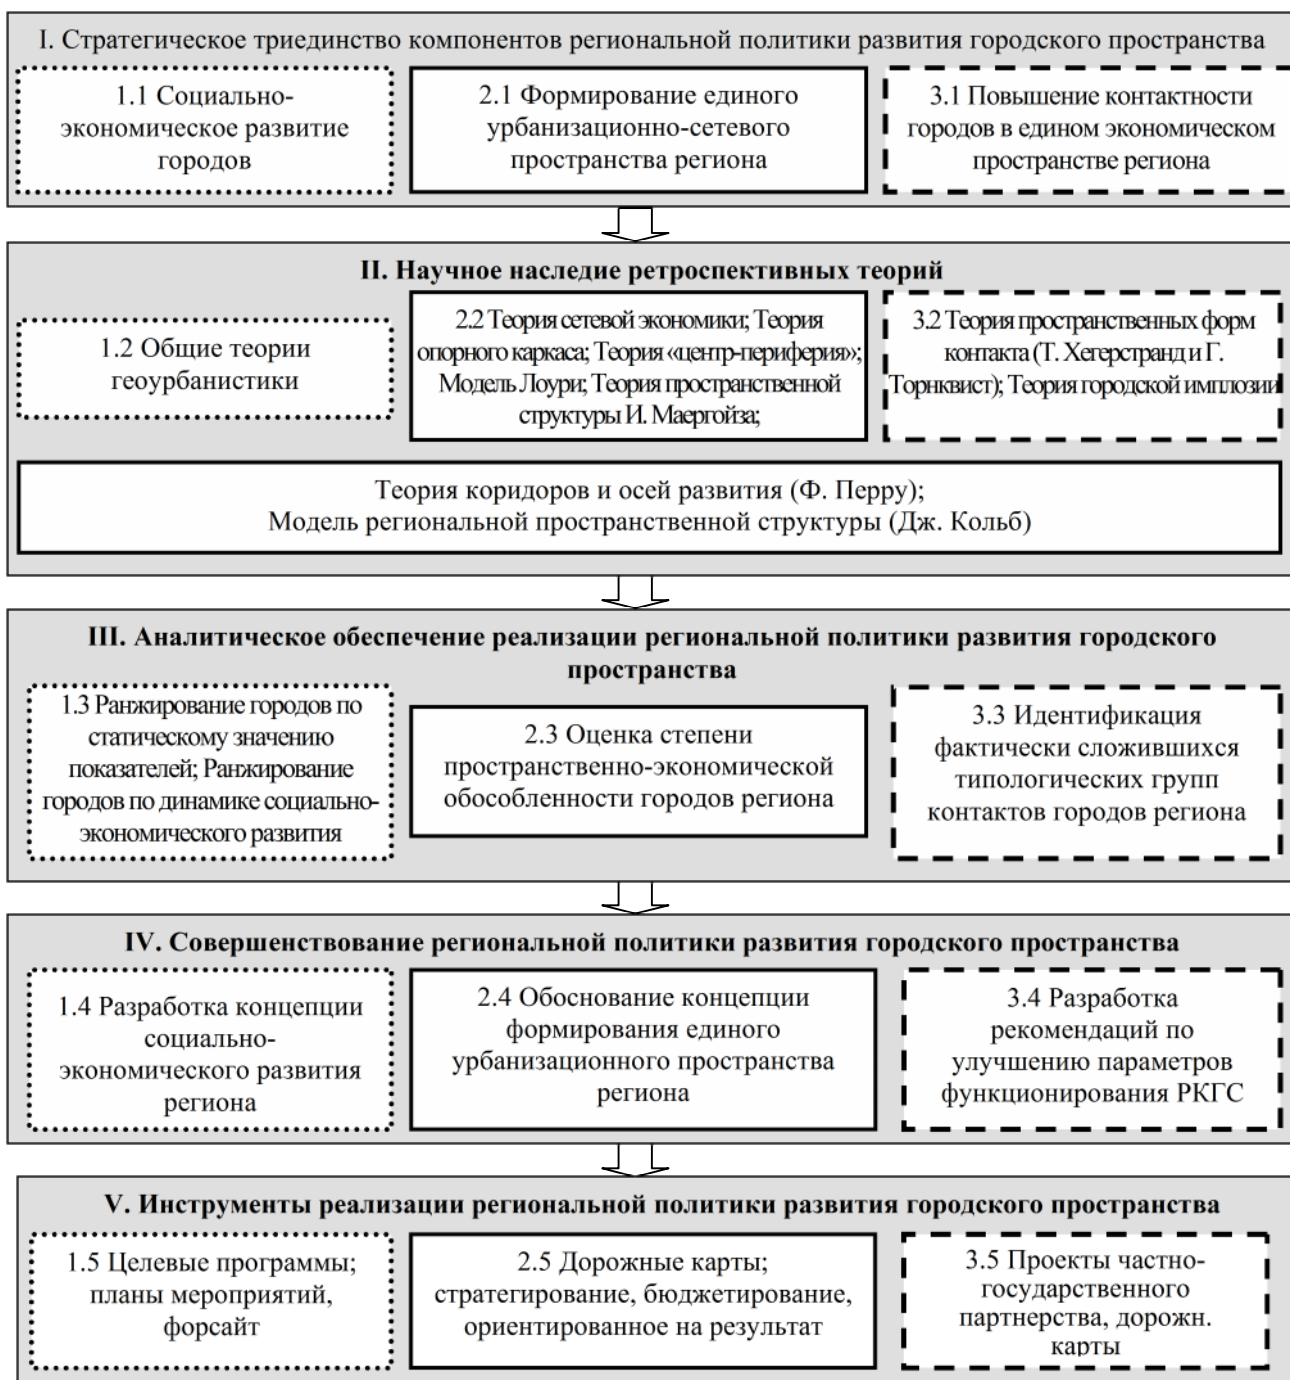 I. Стратегическое триединство компонентов региональной политики развития городского пространства
1.1 Социально-
экономическое развитие
городов
2.1 Формирование единого
урбанизационно-сетевого
пространства региона
3.1 Повышение контактности
городов в едином экономическом
пространстве региона
II. Научное наследие ретроспективных теорий
1.2 Общие теории
геоурбанистики
2.2 Теория сетевой экономики; Теория
опорного каркаса; Теория «центр-периферия»;
Модель Лоури; Теория пространственной
структуры И. Маергойза;
3.2 Теория пространственных форм
контакта (Т. Хегерстранд и Г.
Торнквист); Теория городской имплозии
Теория коридоров и осей развития (Ф. Перру);
Модель региональной пространственной структуры (Дж. Кольб)
III. Аналитическое обеспечение реализации региональной политики развития городского
пространства
1.3 Ранжирование городов по
статическому значению
показателей; Ранжирование
городов по динамике социально-
экономического развития
2.3 Оценка степени
пространственно-экономической
обособленности городов региона
3.3 Идентификация
фактически сложившихся
типологических групп
контактов городов региона
IV. Совершенствование региональной политики развития городского пространства
1.4 Разработка концепции
социально-
экономического развития
региона
2.4 Обоснование концепции
формирования единого
урбанизационного пространства
региона
3.4 Разработка
рекомендаций по
улучшению параметров
функционирования РКГС
V. Инструменты реализации региональной политики развития городского пространства
1.5 Целевые программы;
планы мероприятий,
форсайт
2.5 Дорожные карты;
стратегирование, бюджетирование,
ориентированное на результат
3.5 Проекты частно-
государственного
партнерства, дорожн.
карты